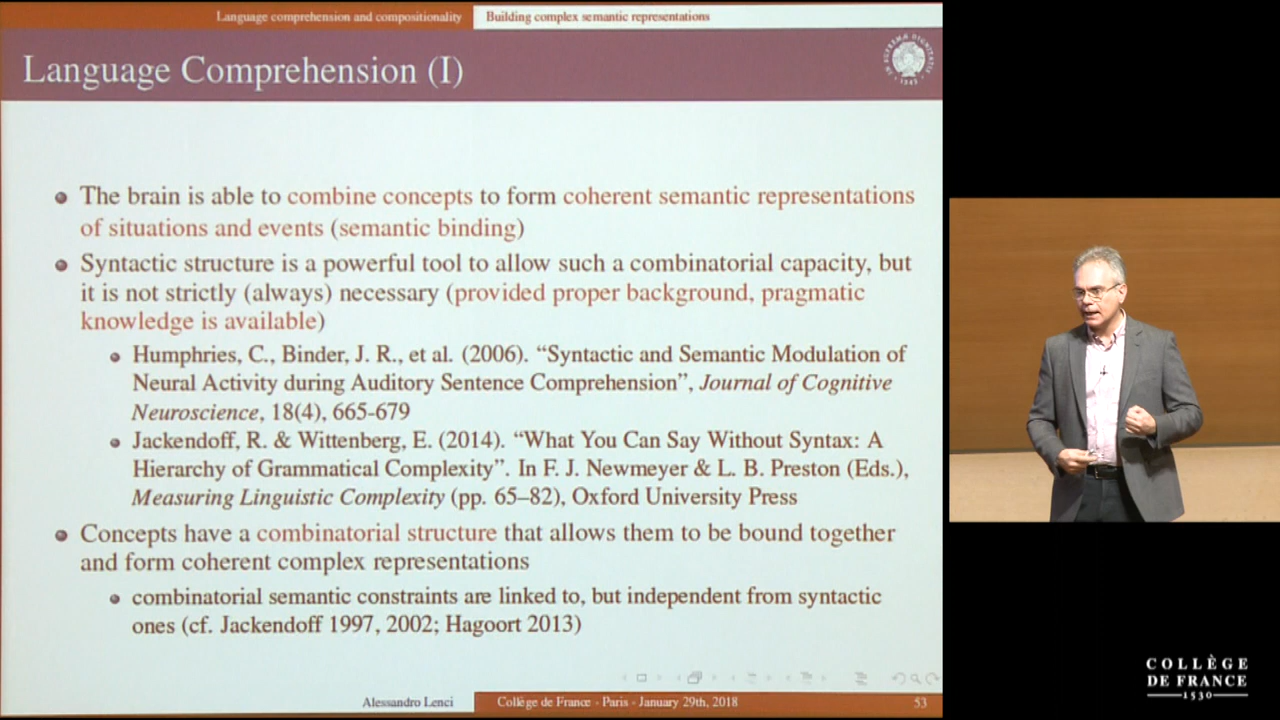 Language comprehension and compositionality Building complex semantic representations
Language Comprehension (I)
The brain is able to combine concepts to form coherent semantic representations
of situations and events (semantic binding)
Syntactic structure is a powerful tool to allow such a combinatorial capacity, but
it is not strictly (always) necessary (provided proper background, pragmatic
knowledge is available)
Humphries, C., Binder, J. R., et al. (2006). “Syntactic and Semantic Modulation of
Neural Activity during Auditory Sentence Comprehension”, Journal of Cognitive
Neuroscience, 18(4), 665-679
Jackendoff, R. & Wittenberg, E. (2014). “What You Can Say Without Syntax: A
Hierarchy of Grammatical Complexity”. In F. J. Newmeyer & L. B. Preston (Eds.),
Measuring Linguistic Complexity (pp. 65–82), Oxford University Press
Concepts have a combinatorial structure that allows them to be bound together
and form coherent complex representations
combinatorial semantic constraints are linked to, but independent from syntactic
ones (cf. Jackendoff 1997, 2002; Hagoort 2013)
Alessandro Lenci Collège de France - Paris - January 29th, 2018 53
COLLÈGE
DE FRANCE
1530